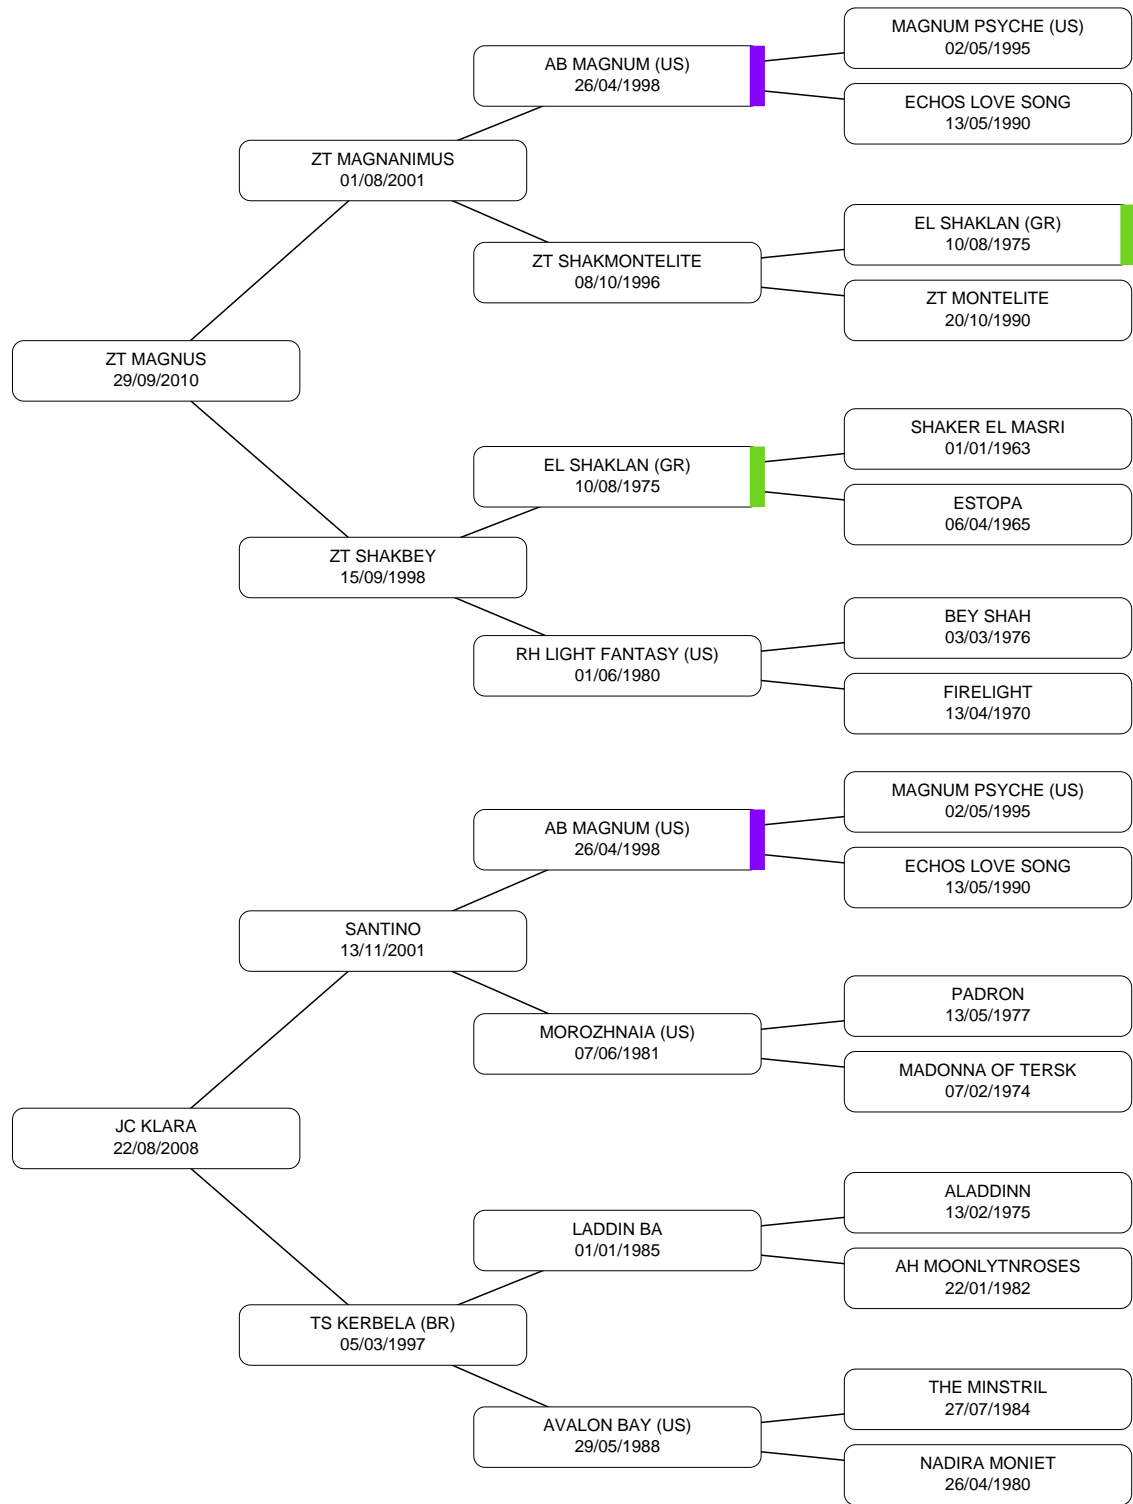 MAGNUM PSYCHE (US)
02/05/1995
AB MAGNUM (US)
26/04/1998
ECHOS LOVE SONG
13/05/1990
ZT MAGNANIMUS
01/08/2001
EL SHAKLAN (GR)
10/08/1975
ZT SHAKMONTELITE
08/10/1996
ZT MONTELITE
20/10/1990
ZT MAGNUS
29/09/2010
SHAKER EL MASRI
01/01/1963
EL SHAKLAN (GR)
10/08/1975
ESTOPA
06/04/1965
ZT SHAKBEY
15/09/1998
BEY SHAH
03/03/1976
RH LIGHT FANTASY (US)
01/06/1980
FIRELIGHT
13/04/1970
MAGNUM PSYCHE (US)
02/05/1995
AB MAGNUM (US)
26/04/1998
ECHOS LOVE SONG
13/05/1990
SANTINO
13/11/2001
PADRON
13/05/1977
MOROZHNAIA (US)
07/06/1981
MADONNA OF TERSK
07/02/1974
JC KLARA
22/08/2008
ALADDINN
13/02/1975
LADDIN BA
01/01/1985
AH MOONLYTNROSES
22/01/1982
TS KERBELA (BR)
05/03/1997
THE MINSTRIL
27/07/1984
AVALON BAY (US)
29/05/1988
NADIRA MONIET
26/04/1980